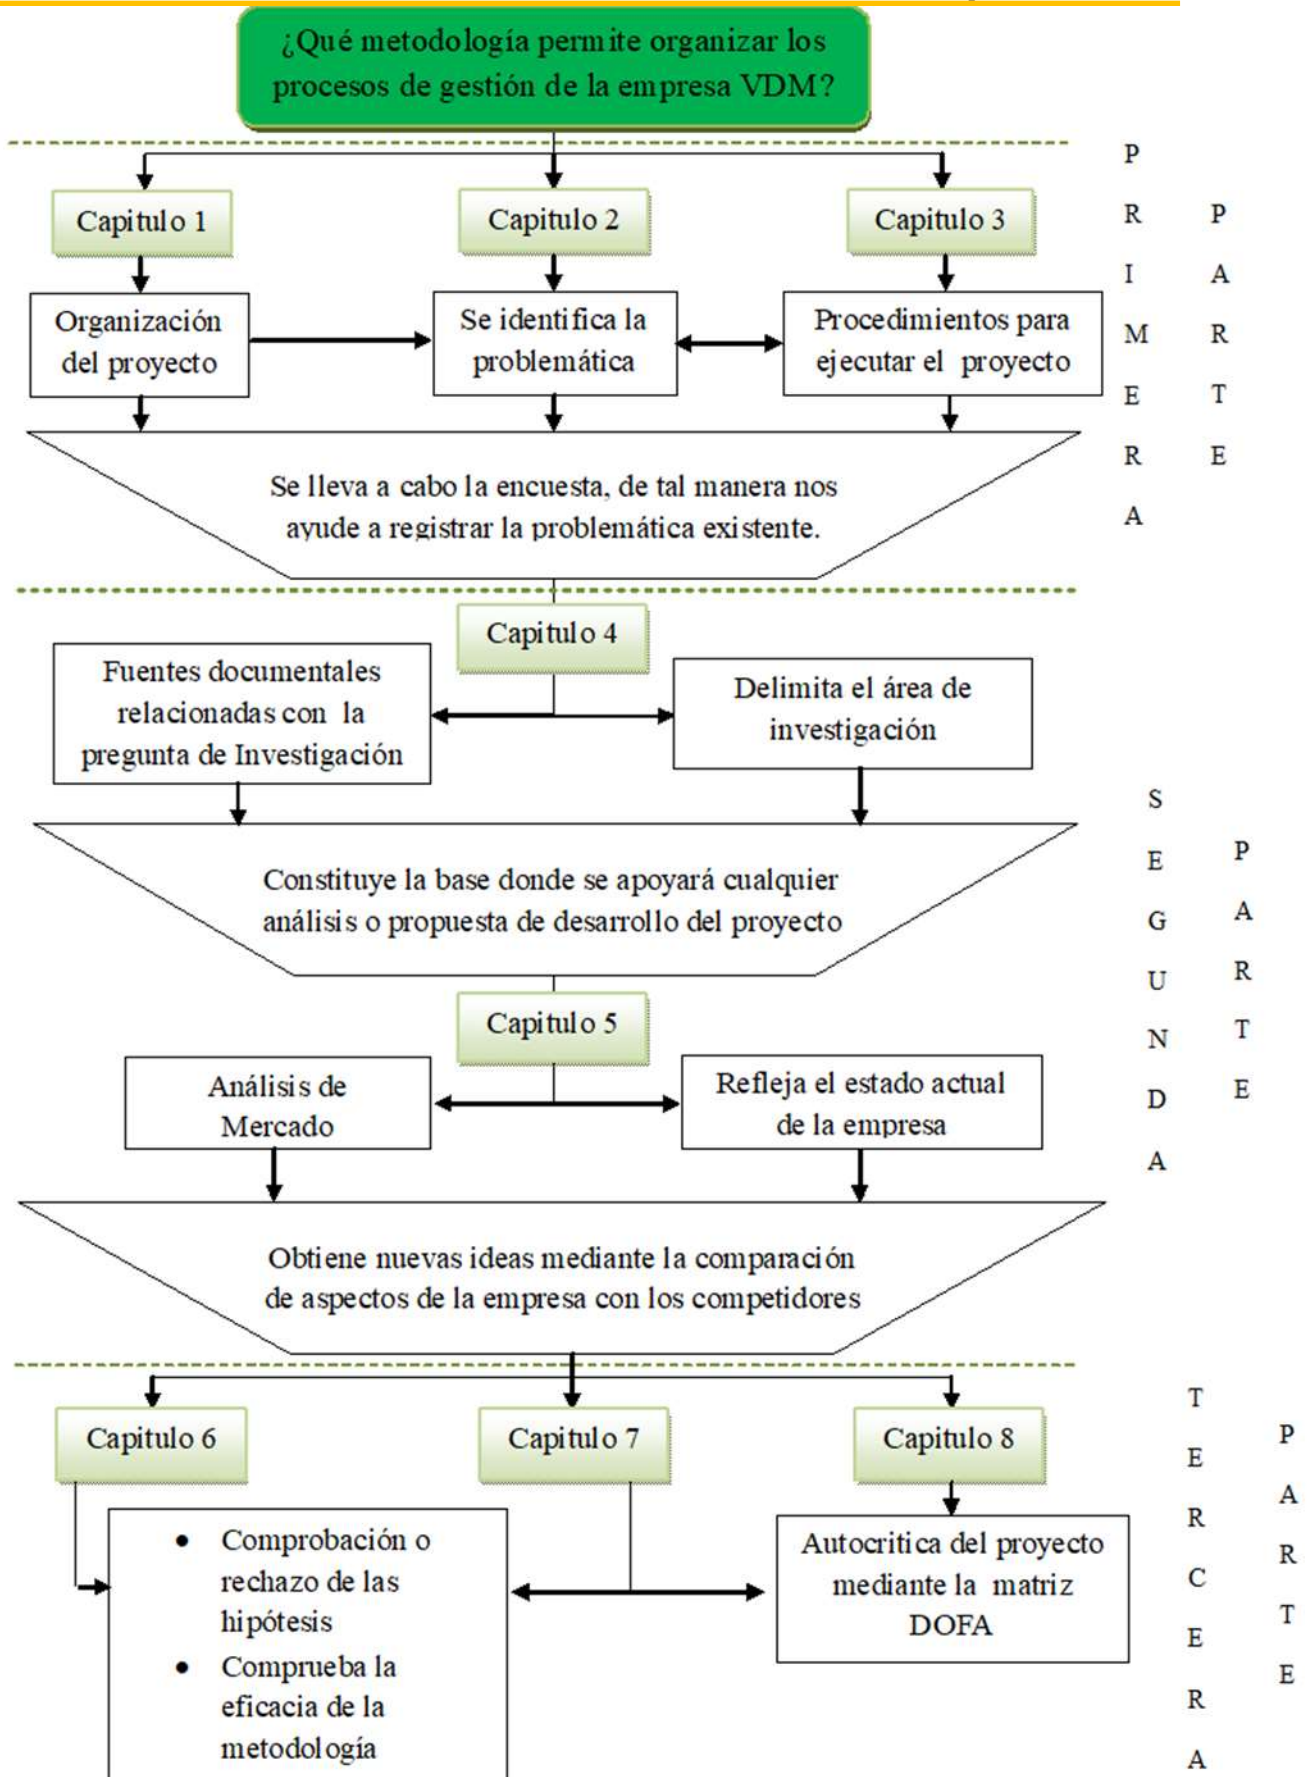 ¿Qué metodología permite organizar los
procesos de gestión de la empresa VDM?
Capitulo 1
Capitulo 2
Capitulo 3
Organización
del proyecto
Se identifica la
problemática
Procedimientos para
ejecutar el proyecto
Se lleva a cabo la encuesta, de tal manera nos
ayude a registrar la problemática existente.
PRIMERA
PARTE
Capitulo 4
Fuentes documentales
relacionadas con la
pregunta de Investigación
Delimita el área de
investigación
Constituye la base donde se apoyará cualquier
análisis o propuesta de desarrollo del proyecto
Capitulo 5
Análisis de
Mercado
Refleja el estado actual
de la empresa
Obtiene nuevas ideas mediante la comparación
de aspectos de la empresa con los competidores
SEGUNDA
PARTE
Capitulo 6
Capitulo 7
Capitulo 8
• Comprobación o
rechazo de las
hipótesis
• Comprueba la
eficacia de la
metodología
Autocritica del proyecto
mediante la matriz
DOFA
TERCERA
PARTE